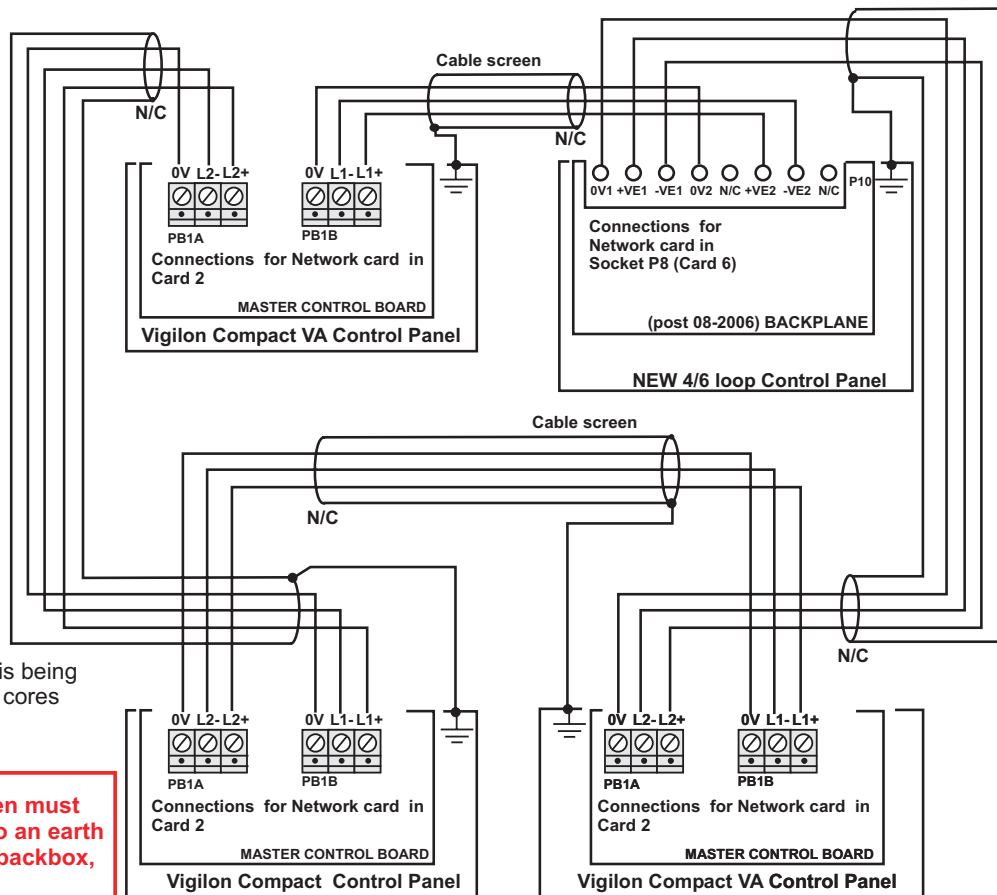 Cable screen
N/C
N/C
0V L2- L2+
0V L1- L1+
PB1A
PB1B
Connections for Network card in
Card 2
MASTER CONTROL BOARD
Vigilon Compact VA Control Panel
0V1 +VE1 -VE1 0V2 N/C +VE2 -VE2 N/C
P10
Connections for
Network card in
Socket P8 (Card 6)
(post 08-2006) BACKPLANE
NEW 4/6 loop Control Panel
Cable screen
N/C
N/C
is being
cores
0V L2- L2+
0V L1- L1+
PB1A
PB1B
Connections for Network card in
Card 2
MASTER CONTROL BOARD
Vigilon Compact Control Panel
0V L2- L2+
0V L1- L1+
PB1A
PB1B
Connections for Network card in
Card 2
MASTER CONTROL BOARD
Vigilon Compact VA Control Panel
must
an earth
backbox,